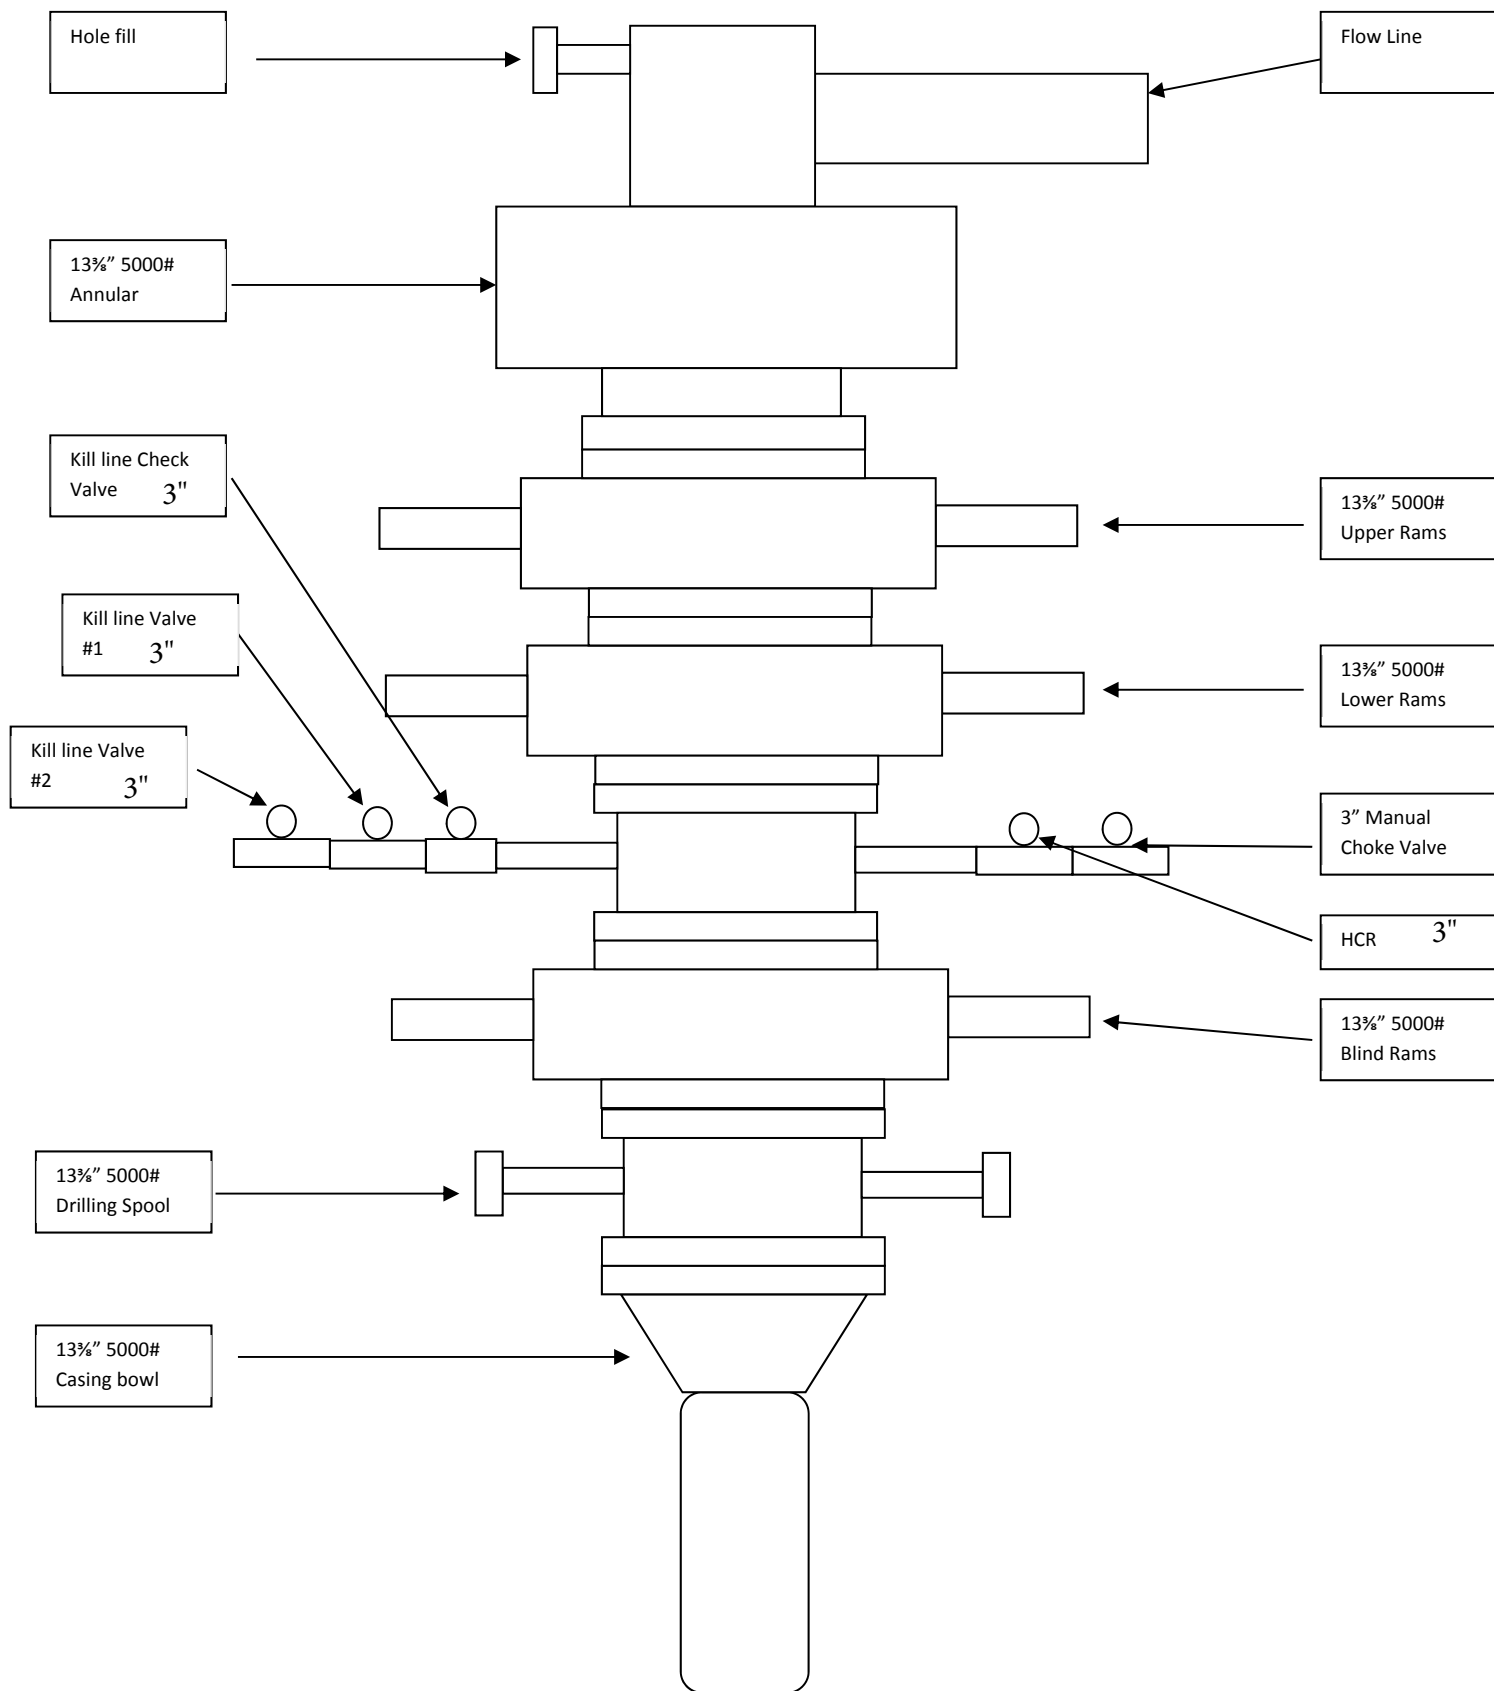 Hole fill
Flow Line
13⅜” 5000#
Annular
Kill line Check
Valve 3"
13⅜” 5000#
Upper Rams
Kill line Valve
#1 3"
13⅜” 5000#
Lower Rams
Kill line Valve
#2 3"
3” Manual
Choke Valve
HCR 3"
13⅜” 5000#
Blind Rams
13⅜” 5000#
Drilling Spool
13⅜” 5000#
Casing bowl